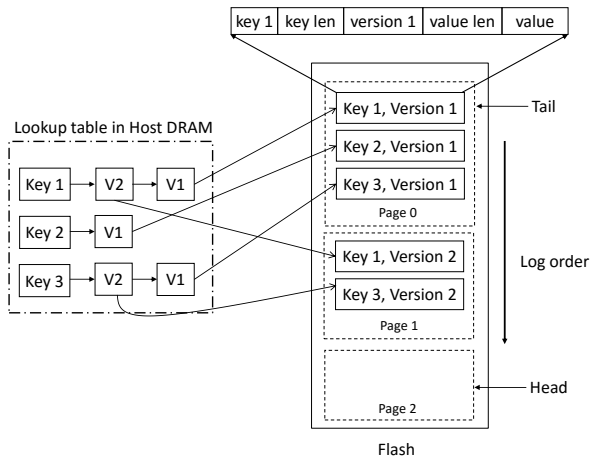 key 1 key len version 1 value len value
Key 1, Version 1
Tail
Lookup table in Host DRAM
Key 2, Version 1
Key 1 V2 V1
Key 3, Version 1
Page 0
Key 2 V1
Key 1, Version 2
Log order
Key 3 V2 V1
Key 3, Version 2
Page 1
Head
Page 2
Flash